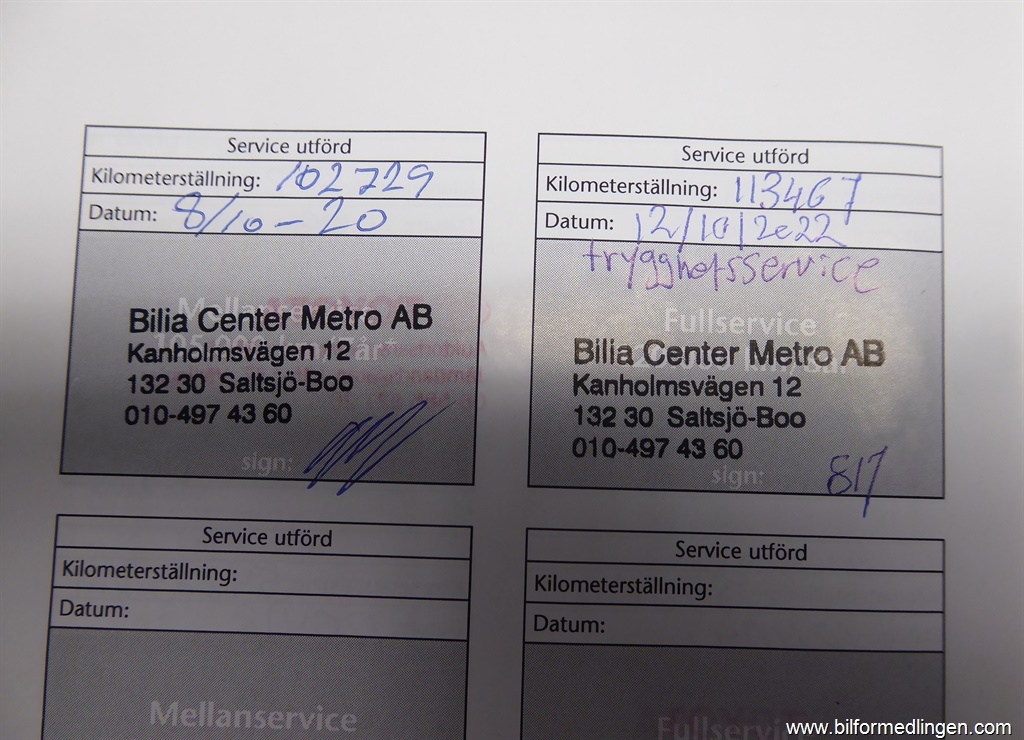 Service utförd
Kilometerställning: 102729
Datum: 8/10-20
Bilia Center Metro AB
Kanholmsvägen 12
132 30 Saltsjö-Boo
010-497 43 60
sign:
Service utförd
Kilometerställning: 113467
Datum: 12/10/2022
trygghetsservice
Fullservice
Bilia Center Metro AB
Kanholmsvägen 12
132 30 Saltsjö-Boo
010-497 43 60
sign: 817
Service utförd
Kilometerställning:
Datum:
Mellanservice
Service utförd
Kilometerställning:
Datum:
Fullservice
www.bilformedlingen.com